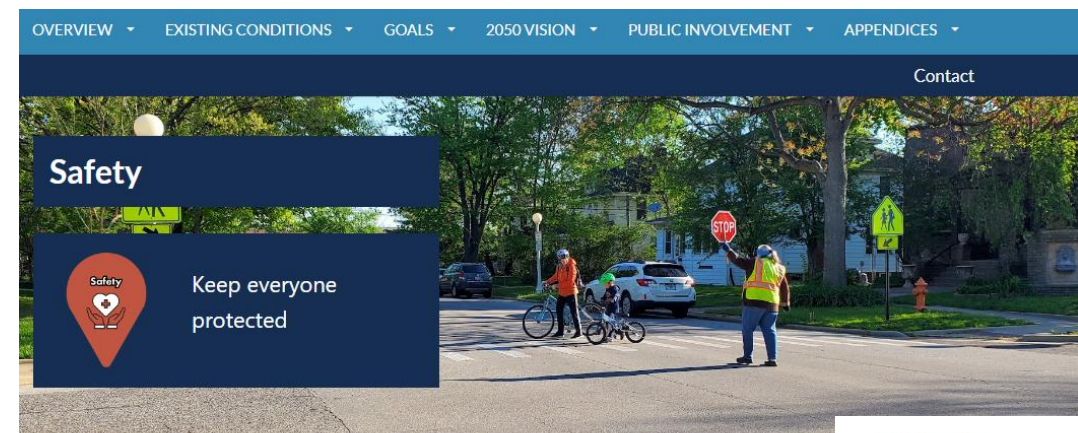 OVERVIEW EXISTING CONDITIONS GOALS 2050 VISION PUBLIC INVOLVEMENT APPENDICES
Contact
Safety
Safety
Keep everyone
protected
STOP